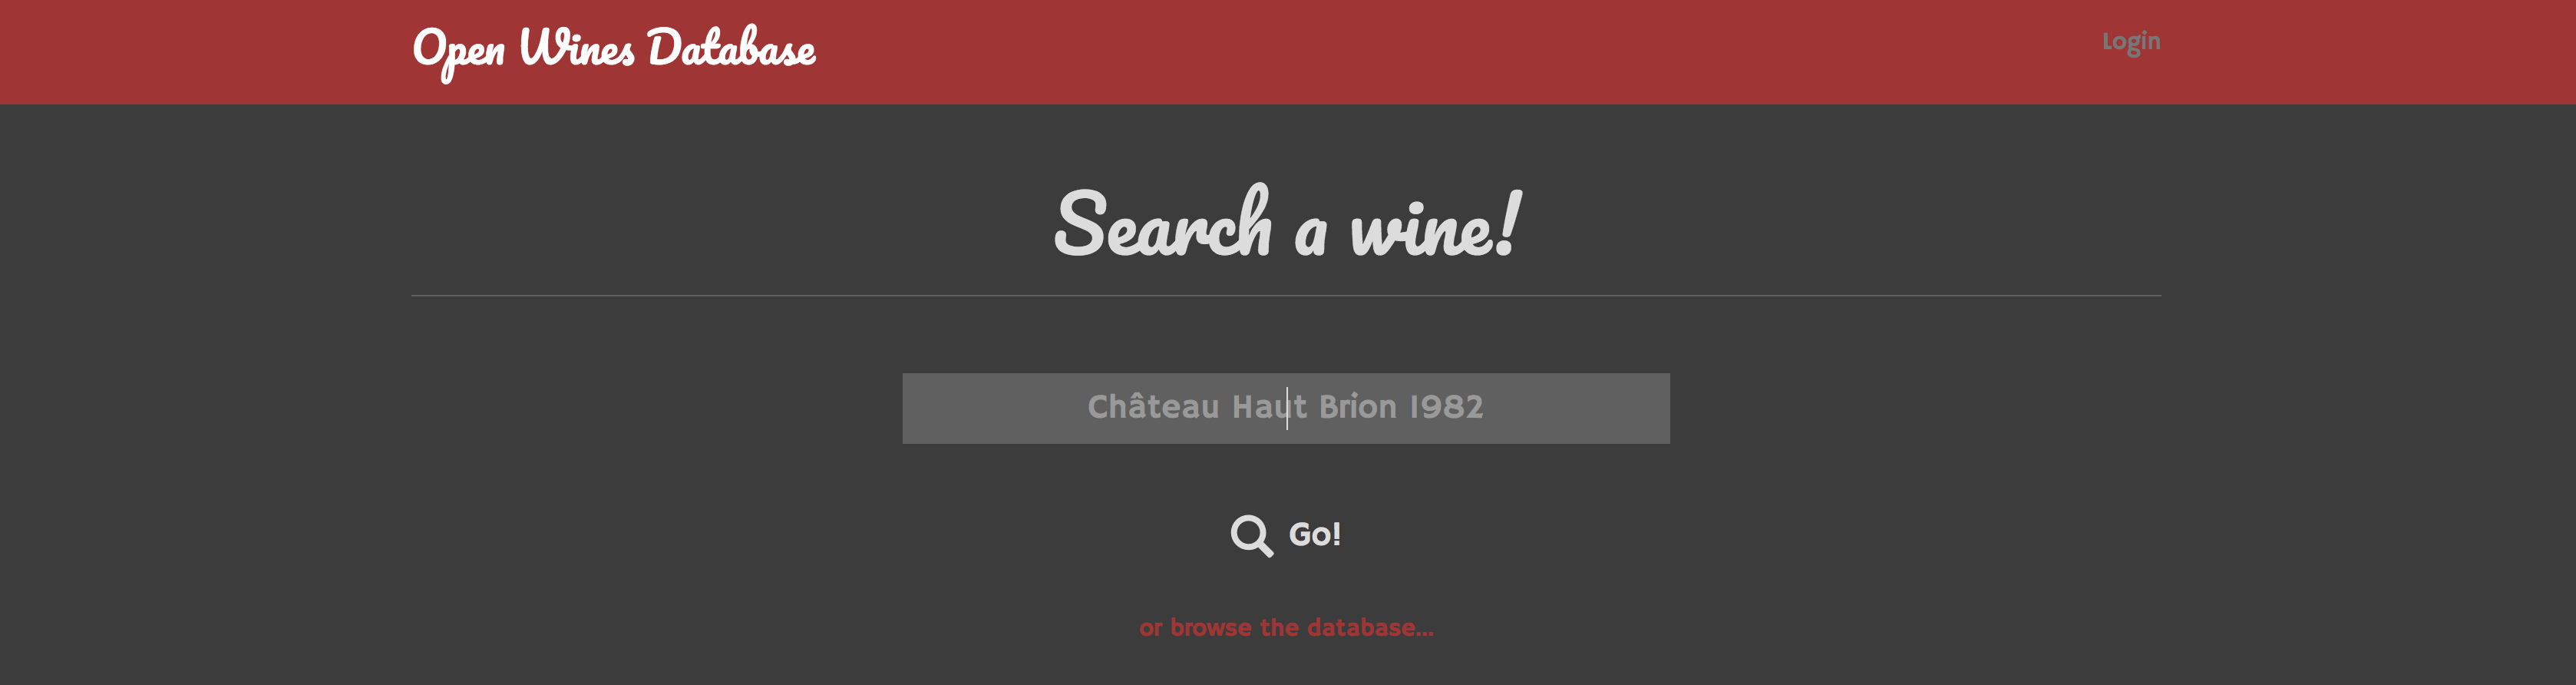 Open Wines Database
Login
Search a wine!
Château Haut Brion 1982
Go!
or browse the database...